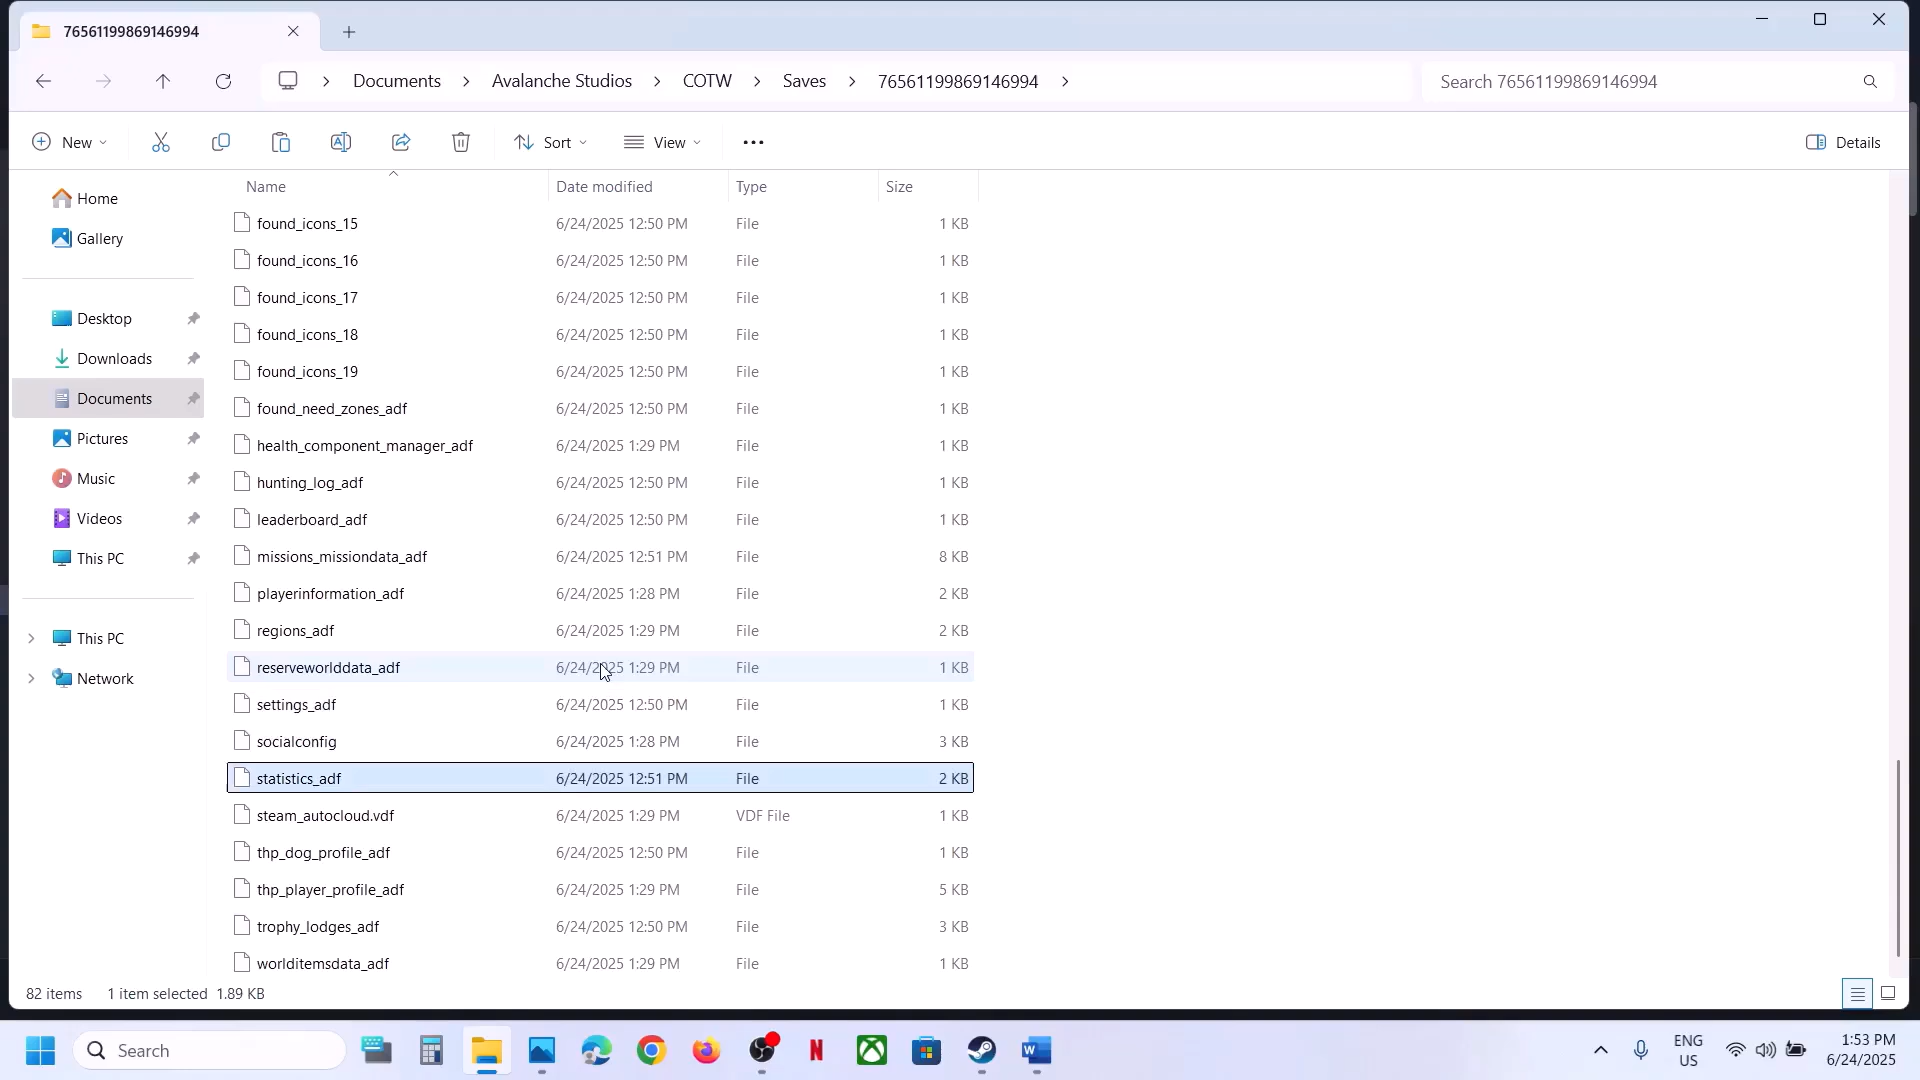 76561199869146994
Documents > Avalanche Studios > COTW > Saves > 76561199869146994 >
Search 76561199869146994
New
Sort
View
Details
Name Date modified Type Size
Home
Gallery
Desktop
Downloads
Documents
Pictures
Music
Videos
This PC
This PC
Network
found_icons_15 6/24/2025 12:50 PM File 1 KB
found_icons_16 6/24/2025 12:50 PM File 1 KB
found_icons_17 6/24/2025 12:50 PM File 1 KB
found_icons_18 6/24/2025 12:50 PM File 1 KB
found_icons_19 6/24/2025 12:50 PM File 1 KB
found_need_zones_adf 6/24/2025 12:50 PM File 1 KB
health_component_manager_adf 6/24/2025 1:29 PM File 1 KB
hunting_log_adf 6/24/2025 12:50 PM File 1 KB
leaderboard_adf 6/24/2025 12:50 PM File 1 KB
missions_missiondata_adf 6/24/2025 12:51 PM File 8 KB
playerinformation_adf 6/24/2025 1:28 PM File 2 KB
regions_adf 6/24/2025 1:29 PM File 2 KB
reserveworlddata_adf 6/24/2025 1:29 PM File 1 KB
settings_adf 6/24/2025 12:50 PM File 1 KB
socialconfig 6/24/2025 1:28 PM File 3 KB
statistics_adf 6/24/2025 12:51 PM File 2 KB
steam_autocloud.vdf 6/24/2025 1:29 PM VDF File 1 KB
thp_dog_profile_adf 6/24/2025 12:50 PM File 1 KB
thp_player_profile_adf 6/24/2025 1:29 PM File 5 KB
trophy_lodges_adf 6/24/2025 12:50 PM File 3 KB
worlditemsdata_adf 6/24/2025 1:29 PM File 1 KB
82 items 1 item selected 1.89 KB
Search
ENG
US
1:53 PM
6/24/2025